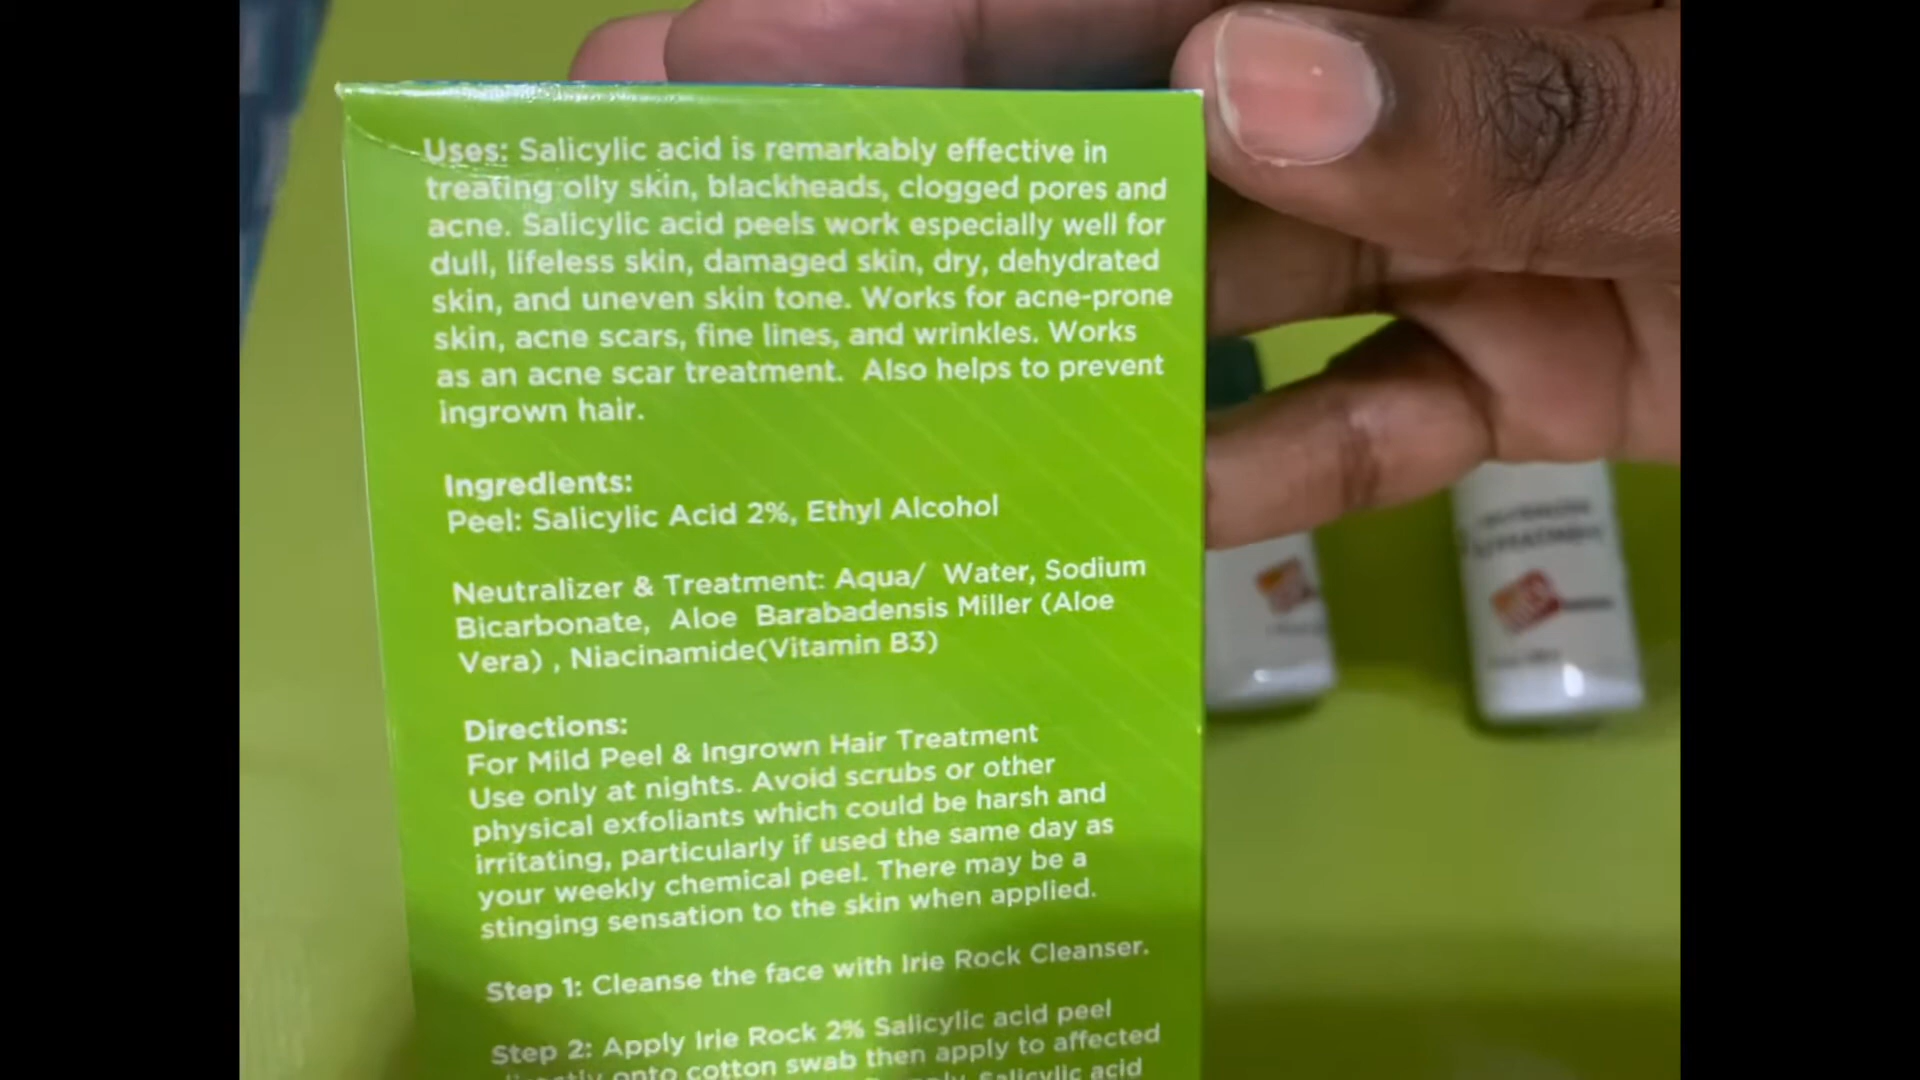 Uses: Salicylic acid is remarkably effective in
treating oily skin, blackheads, clogged pores and
acne. Salicylic acid peels work especially well for
dull, lifeless skin, damaged skin, dry, dehydrated
skin, and uneven skin tone. Works for acne-prone
skin, acne scars, fine lines, and wrinkles. Works
as an acne scar treatment. Also helps to prevent
ingrown hair.
Ingredients:
Peel: Salicylic Acid 2%, Ethyl Alcohol
Neutralizer & Treatment: Aqua/ Water, Sodium
Bicarbonate, Aloe Barabadensis Miller (Aloe
Vera) , Niacinamide(Vitamin B3)
Directions:
For Mild Peel & Ingrown Hair Treatment
Use only at nights. Avoid scrubs or other
physical exfoliants which could be harsh and
irritating, particularly if used the same day as
your weekly chemical peel. There may be a
stinging sensation to the skin when applied.
Step 1: Cleanse the face with Irie Rock Cleanser.
Step 2: Apply Irie Rock 2% Salicylic acid peel
onto cotton swab then apply to affected
Salicylic acid